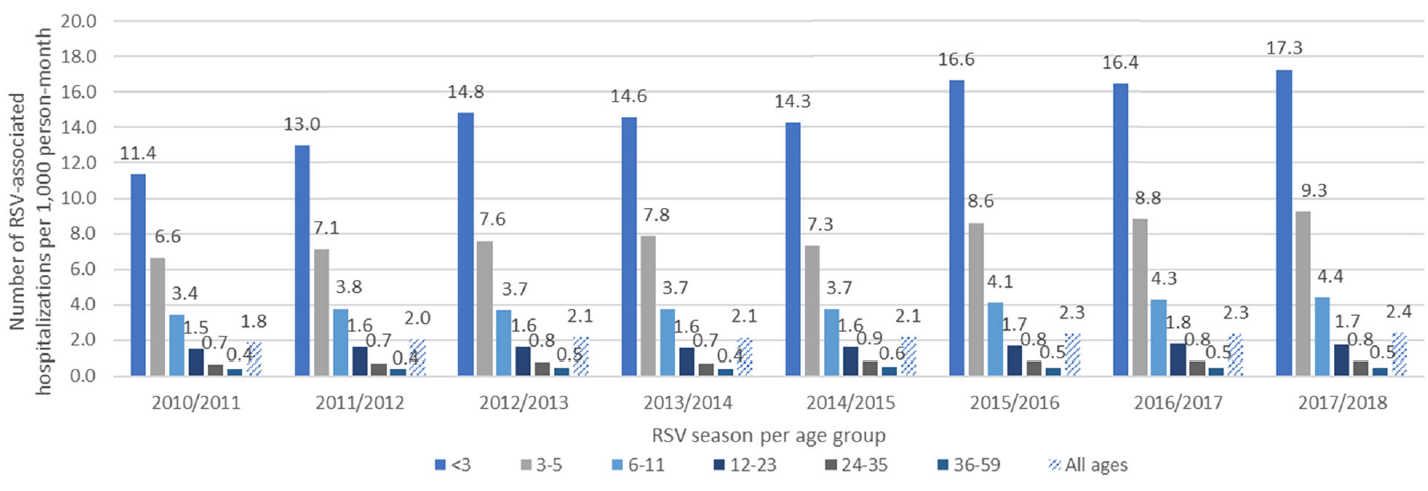 Number of RSV-associated
hospitalizations per 1,000 person-month
20.0
18.0
16.0
14.0
12.0
10.0
8.0
6.0
4.0
2.0
0.0
11.4 6.6 3.4 1.5 0.7 0.4 1.8
13.0 7.1 3.8 1.6 0.7 0.4 2.0
14.8 7.6 3.7 1.6 0.8 0.5 2.1
14.6 7.8 3.7 1.6 0.7 0.4 2.1
14.3 7.3 3.7 1.6 0.9 0.6 2.1
16.6 8.6 4.1 1.7 0.8 0.5 2.3
16.4 8.8 4.3 1.8 0.8 0.5 2.3
17.3 9.3 4.4 1.7 0.8 0.5 2.4
2010/2011 2011/2012 2012/2013 2013/2014 2014/2015 2015/2016 2016/2017 2017/2018
RSV season per age group
<3 3-5 6-11 12-23 24-35 36-59 All ages